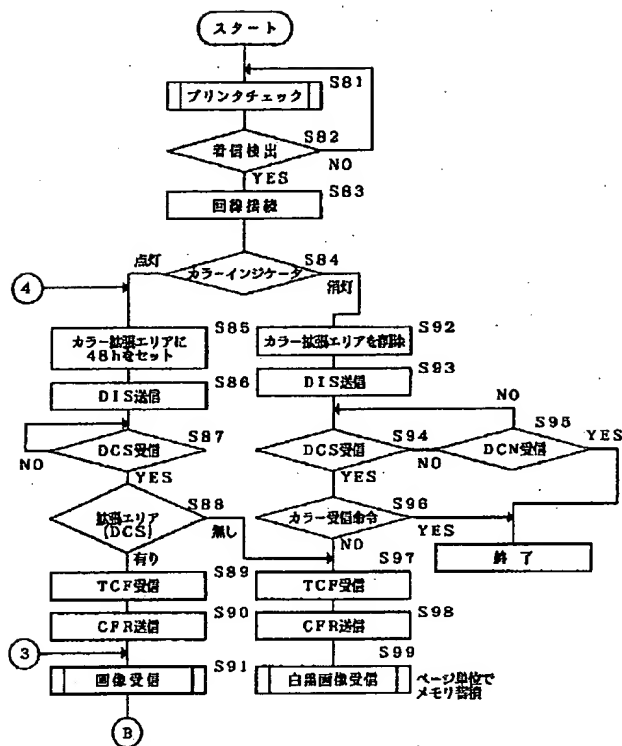 スタート
S81
プリンタチェック
S82
着信検出
NO
YES
S83
回線接続
S84
点灯
カラーインジケータ
消灯
4
S85
カラー拡張エリアに
48hをセット
S92
カラー拡張エリアを削除
S86
DIS送信
S93
DIS送信
NO
S87
DCS受信
NO
YES
S94
DCS受信
NO
YES
S95
DCN受信
YES
S88
拡張エリア
(DCS)
無し
有り
S96
カラー受信命令
YES
NO
終了
S89
TCF受信
S97
TCF受信
S90
CFR送信
S98
CFR送信
3
S91
画像受信
S99
白黒画像受信
ページ単位で
メモリ蓄積
B